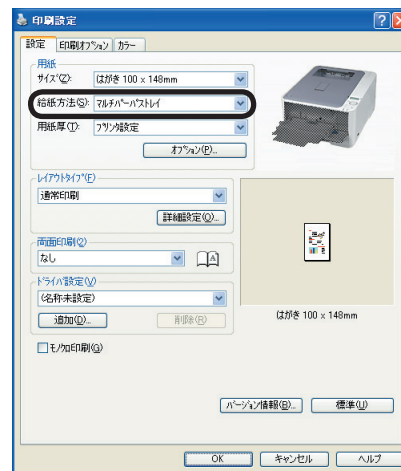 印刷設定
設定 印刷ｵﾌﾟｼｮﾝ ｶﾗｰ
用紙
ｻｲｽﾞ(Z): はがき 100 x 148mm
給紙方法(S): ﾏﾙﾁﾊﾟｰﾊﾟｽﾄﾚｲ
用紙厚(T): ﾌﾟﾘﾝﾀ設定
ｵﾌﾟｼｮﾝ(P)...
ﾚｲｱｳﾄﾀｲﾌﾟ(F)
通常印刷
詳細設定(O)...
両面印刷(2)
なし
A
ﾄﾞﾗｲﾊﾞ設定(V)
(名称未設定)
追加(D)...
削除(R)
ﾓﾉｸﾛ印刷(G)
はがき 100 x 148mm
ﾊﾞｰｼﾞｮﾝ情報(B)...
標準(U)
OK
ｷｬﾝｾﾙ
ﾍﾙﾌﾟ